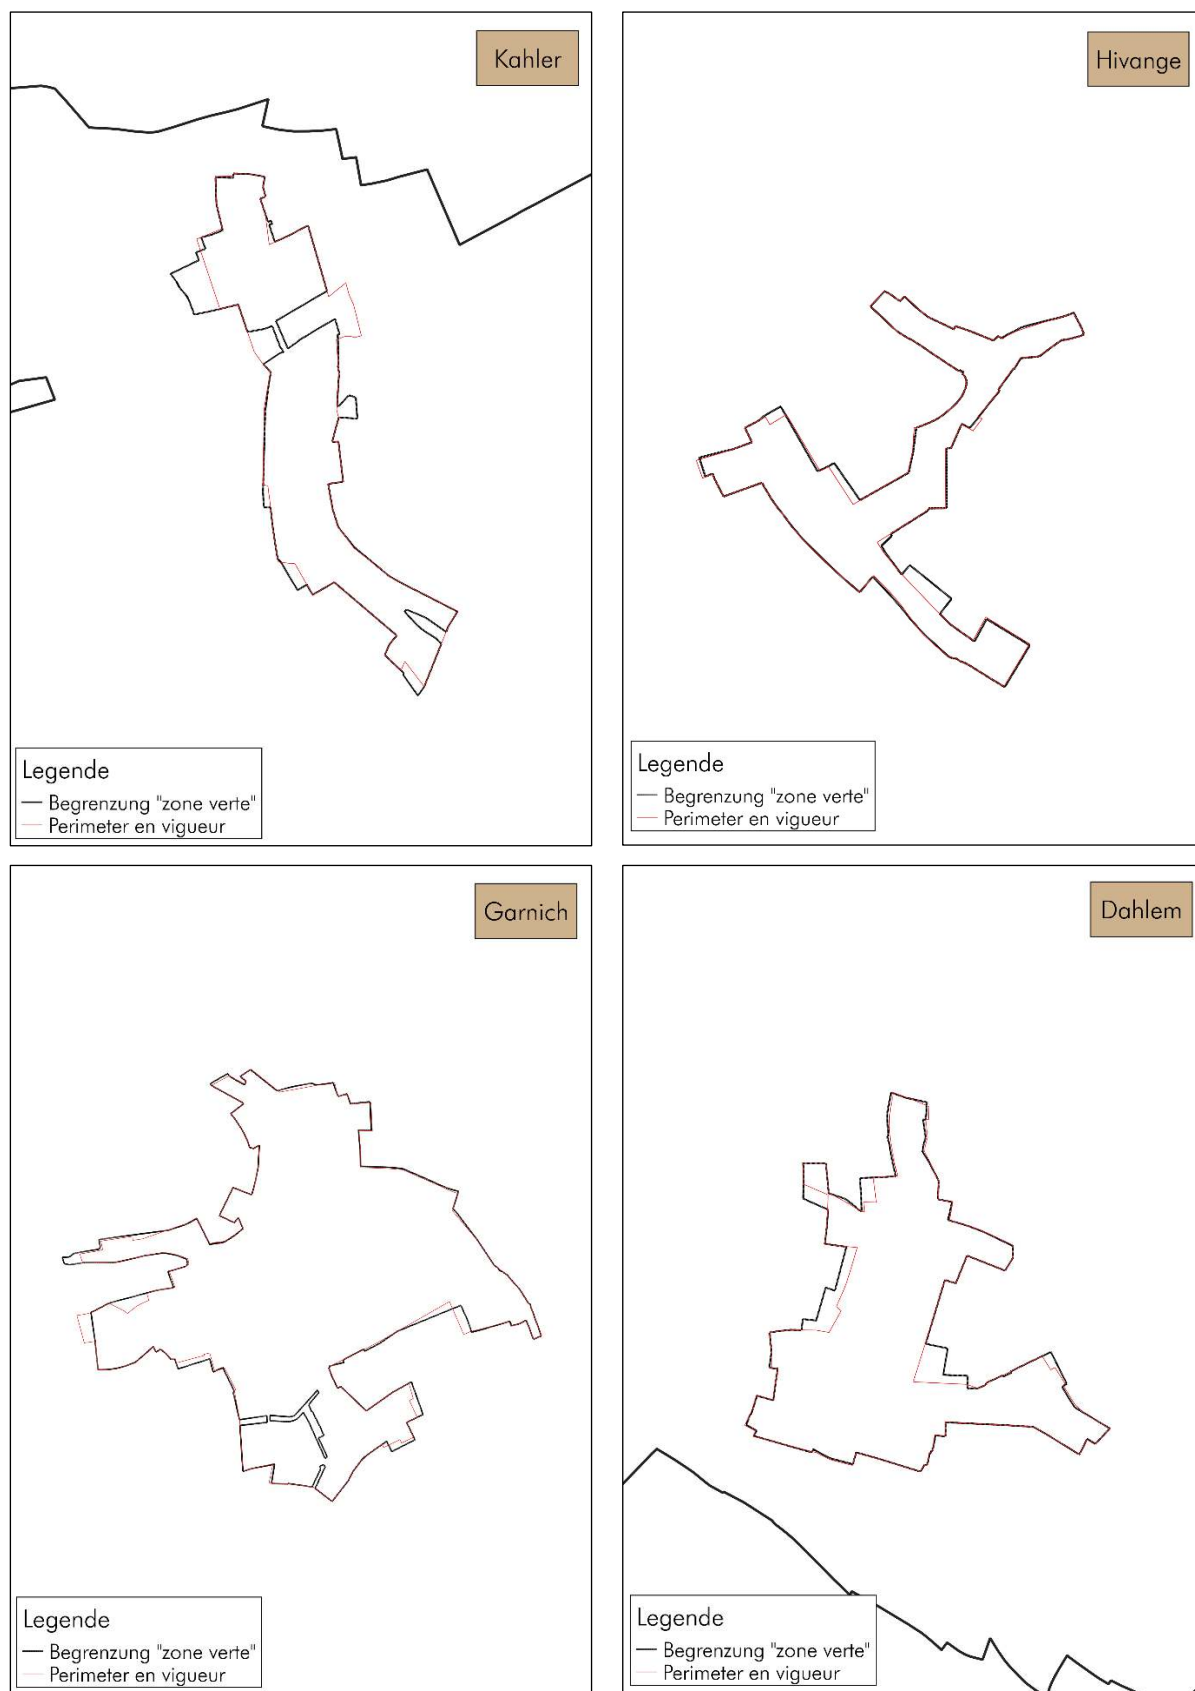 Kahler
Legende
Begrenzung "zone verte"
Perimeter en vigueur
Hivange
Legende
Begrenzung "zone verte"
Perimeter en vigueur
Garnich
Legende
Begrenzung "zone verte"
Perimeter en vigueur
Dahlem
Legende
Begrenzung "zone verte"
Perimeter en vigueur